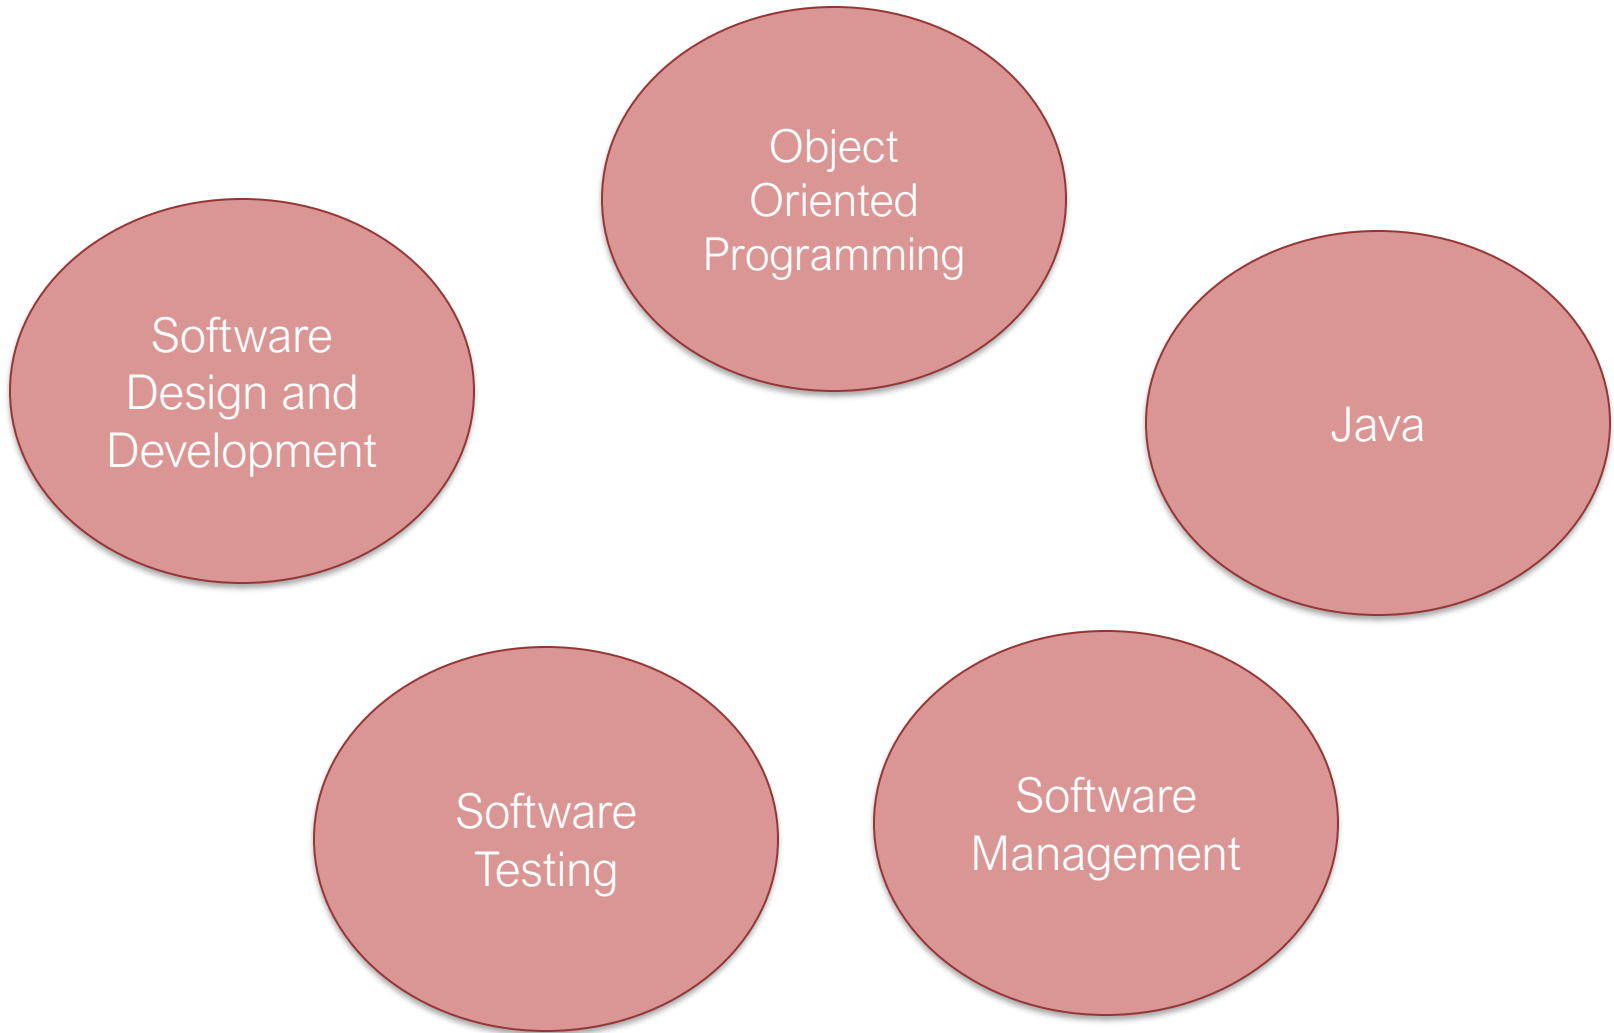 Object
Oriented
Programming
Software
Design and
Development
Java
Software
Testing
Software
Management